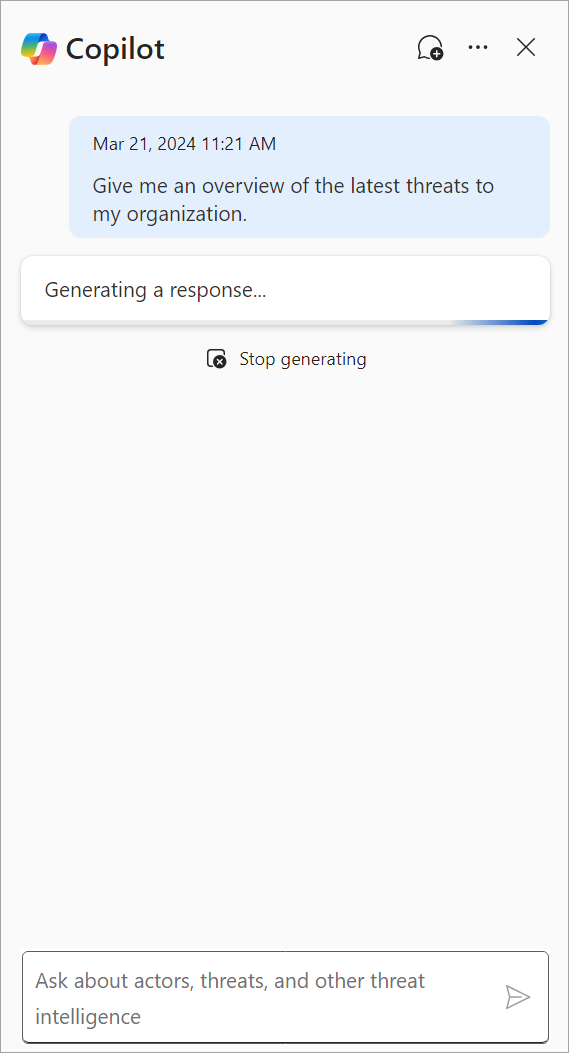 Copilot
Mar 21, 2024 11:21 AM
Give me an overview of the latest threats to
my organization.
Generating a response...
Stop generating
Ask about actors, threats, and other threat
intelligence